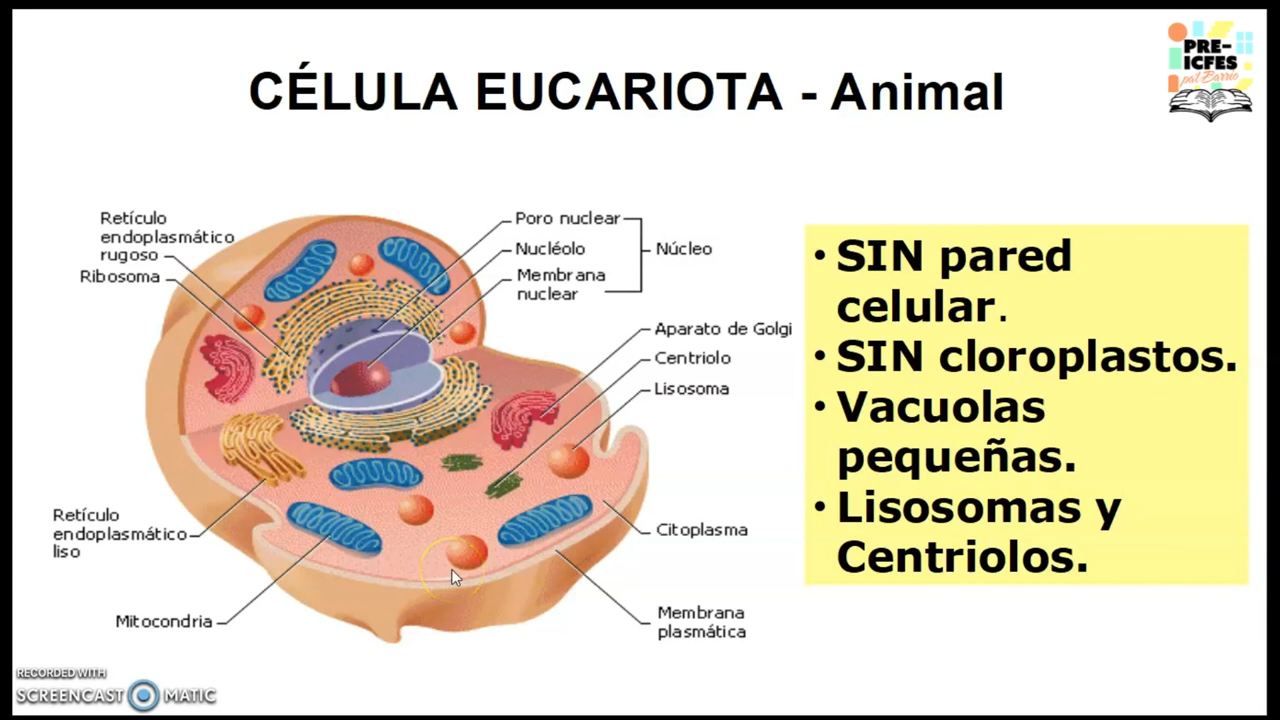 PRE-
ICFES
pal Barrio
CÉLULA EUCARIOTA - Animal
Retículo
endoplasmático
rugoso
Ribosoma
Poro nuclear
Nucléolo
Membrana
nuclear
Núcleo
Aparato de Golgi
Centriolo
Lisosoma
Retículo
endoplasmático
liso
Mitocondria
Citoplasma
Membrana
plasmática
• SIN pared
celular.
• SIN cloroplastos.
• Vacuolas
pequeñas.
• Lisosomas y
Centriolos.
RECORDED WITH
SCREENCAST MATIC